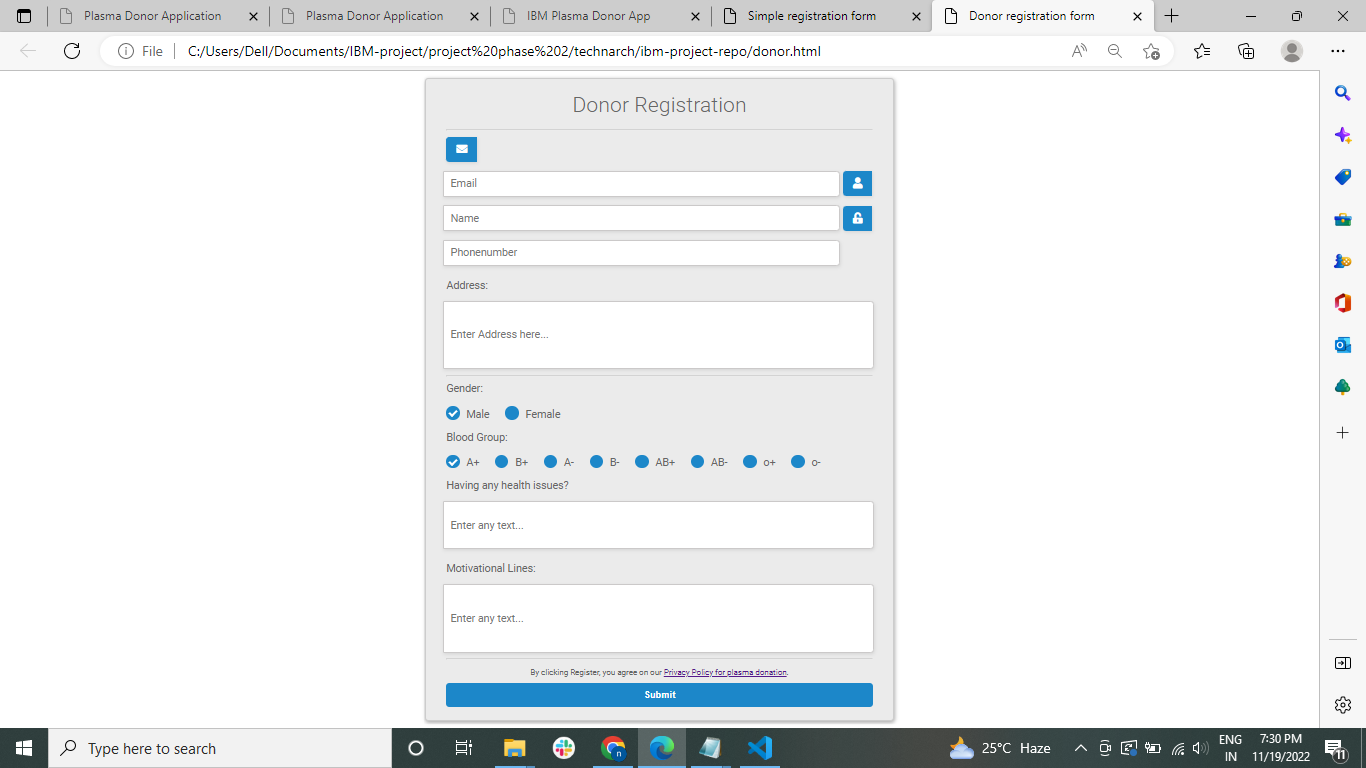 Plasma Donor Application
Plasma Donor Application
IBM Plasma Donor App
Simple registration form
Donor registration form
File
C:/Users/Dell/Documents/IBM-project/project%20phase%202/technarch/ibm-project-repo/donor.html
Donor Registration
Email
Name
Phonenumber
Address:
Enter Address here...
Gender:
Male Female
Blood Group:
A+ B+ A- B- AB+ AB- o+ o-
Having any health issues?
Enter any text...
Motivational Lines:
Enter any text...
By clicking Register, you agree on our Privacy Policy for plasma donation.
Submit
Type here to search
25°C Haze
ENG
IN
7:30 PM
11/19/2022
11